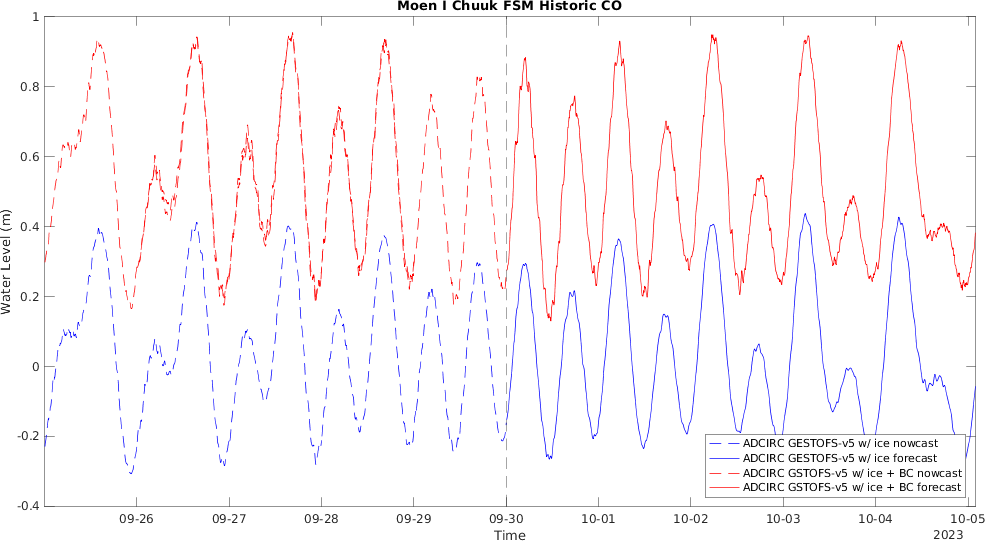 Moen I Chuuk FSM Historic CO
1
0.8
0.6
0.4
0.2
0
-0.2
-0.4
Water Level (m)
09-26 09-27 09-28 09-29 09-30 10-01 10-02 10-03 10-04 10-05
Time
2023
ADCIRC GESTOFS-v5 w/ ice nowcast
ADCIRC GESTOFS-v5 w/ ice forecast
ADCIRC GSTOFS-v5 w/ ice + BC nowcast
ADCIRC GSTOFS-v5 w/ ice + BC forecast